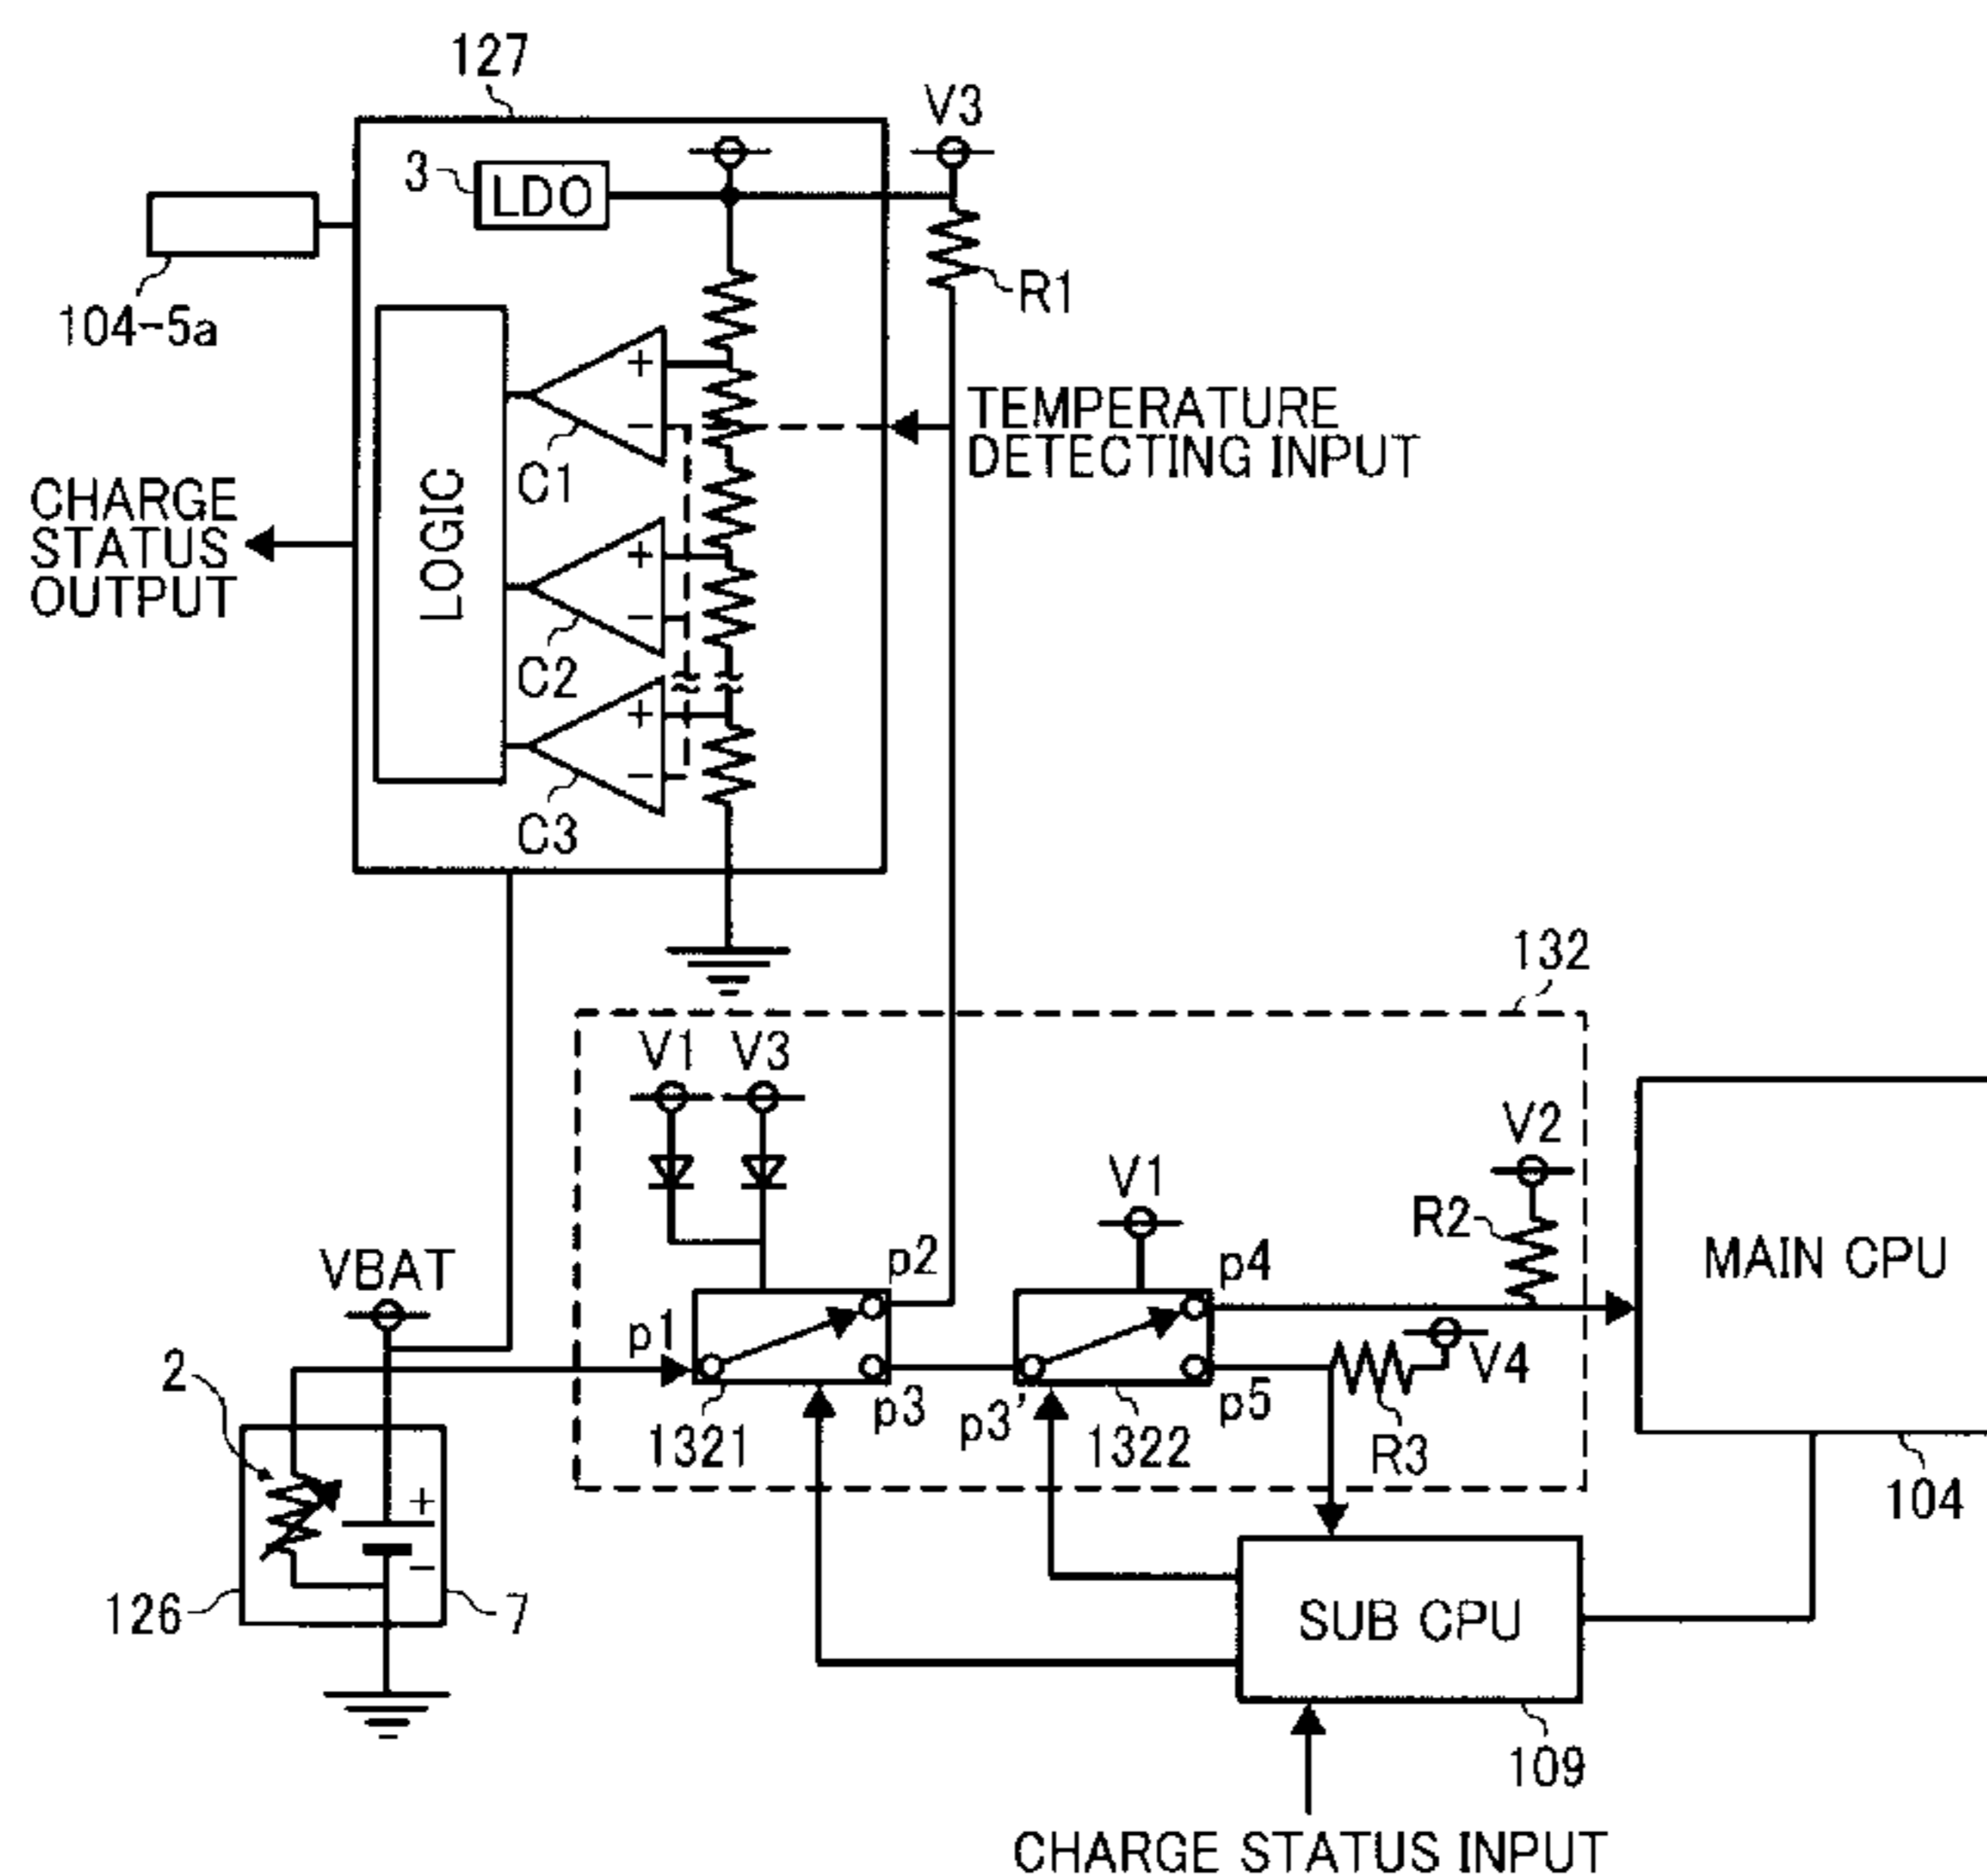 127
V3
3
LDO
104-5a
R1
+
−
C1
TEMPERATURE
DETECTING INPUT
CHARGE
STATUS
OUTPUT
LOGIC
+
−
C2
+
−
C3
132
V1
V3
V2
V1
R2
MAIN CPU
VBAT
p2
p4
p1
V4
2
p3
p3'
p5
1321
1322
R3
104
+
−
126
7
SUB CPU
109
CHARGE STATUS INPUT